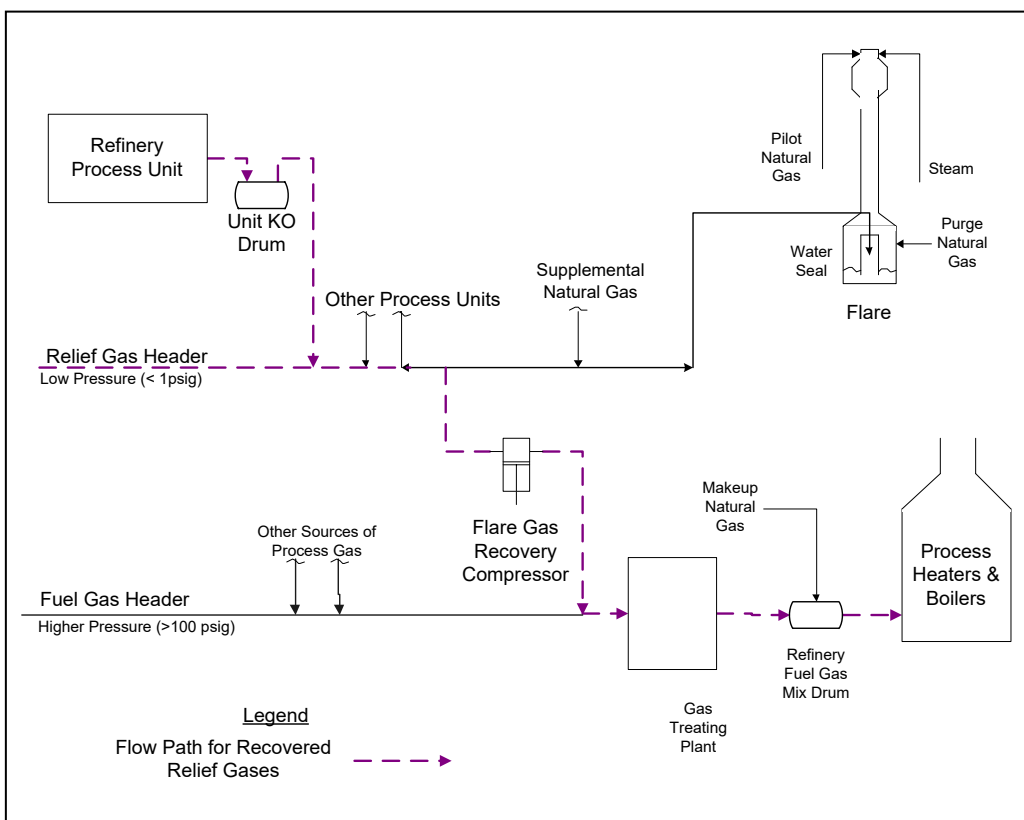 Refinery
Process Unit
Unit KO
Drum
Pilot
Natural
Gas
Steam
Water
Seal
Purge
Natural
Gas
Flare
Other Process Units
Supplemental
Natural Gas
Relief Gas Header
Low Pressure (< 1psig)
Flare Gas
Recovery
Compressor
Other Sources of
Process Gas
Fuel Gas Header
Higher Pressure (>100 psig)
Makeup
Natural
Gas
Process
Heaters &
Boilers
Refinery
Fuel Gas
Mix Drum
Gas
Treating
Plant
Legend
Flow Path for Recovered
Relief Gases